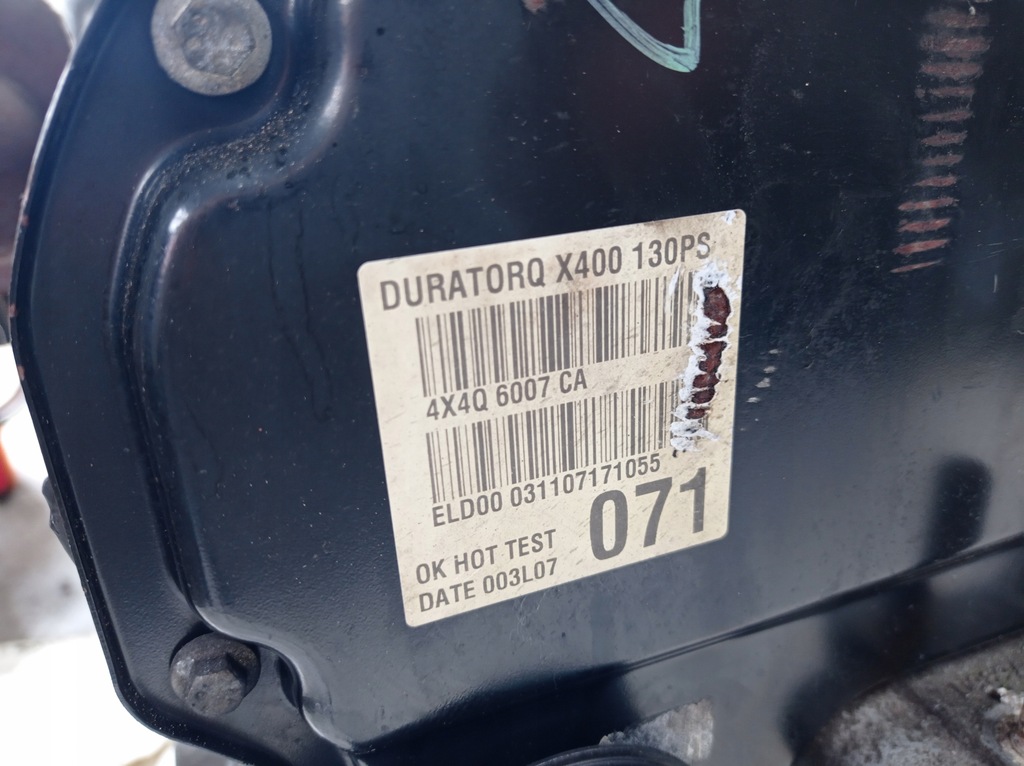 DURATORQ X400 130PS
4X4Q 6007 CA
ELD00 031107171055
OK HOT TEST 071
DATE 003L07